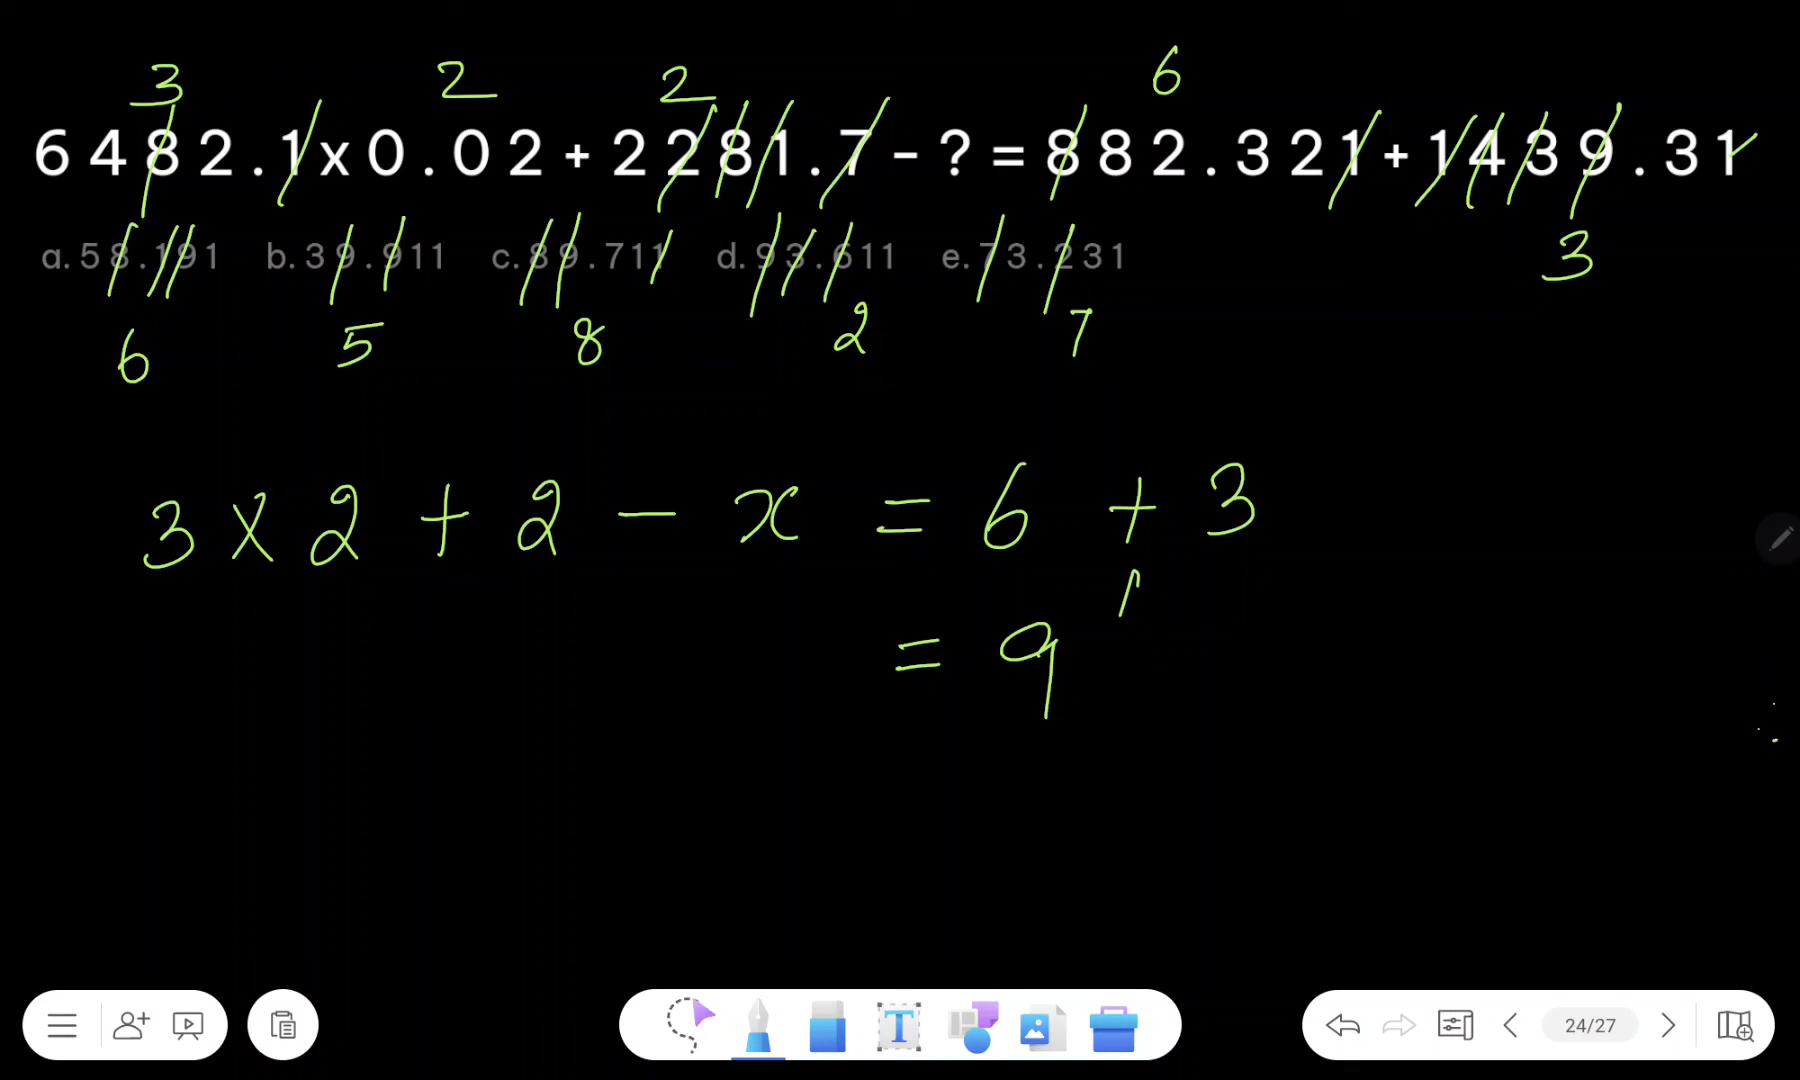 3 2 2 6
6482.1x0.02+2281.7-?=882.321+1439.31
a.58.191 b.39.911 c.89.711 d.93.611 e.73.231
3
6 5 8 2 7
3 x 2 + 2 - x = 6 + 3
= 9
T
24/27